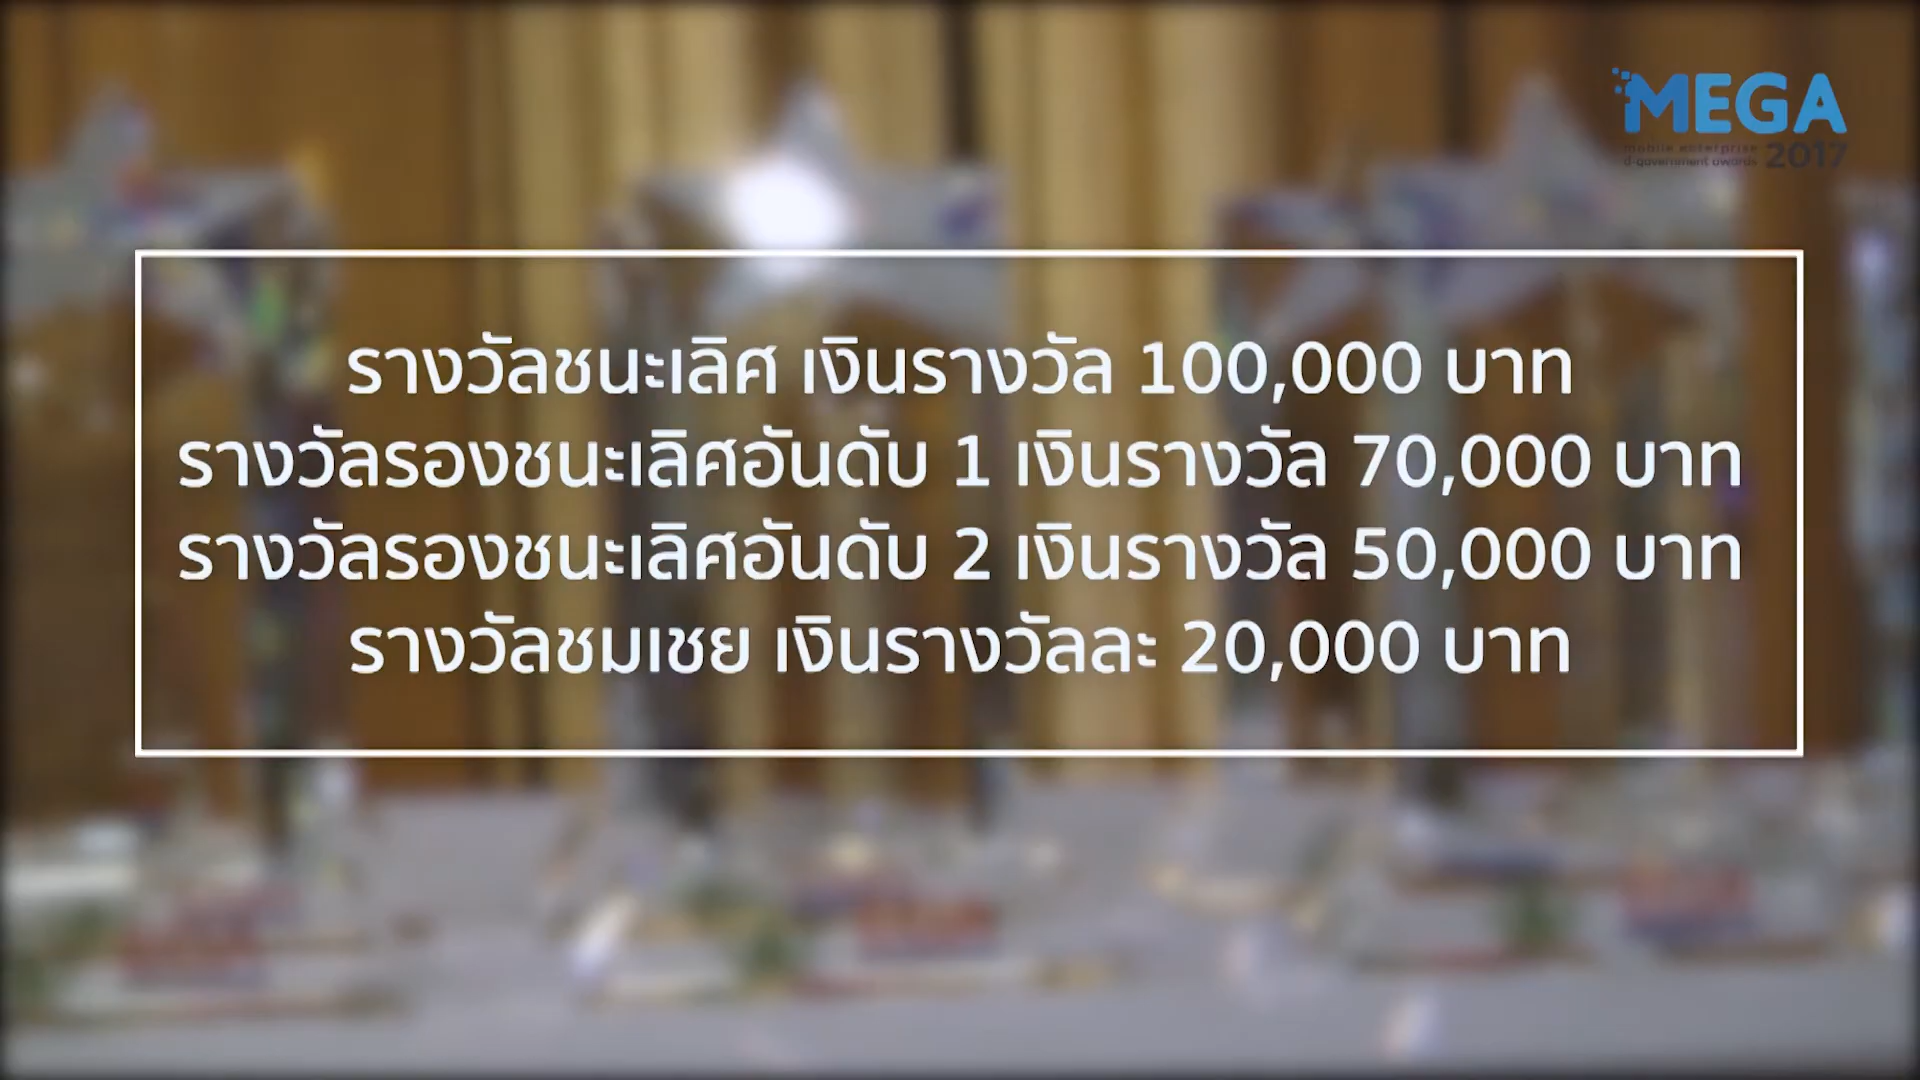 MEGA
mobile enterprise
d-government awards 2017
รางวัลชนะเลิศ เงินรางวัล 100,000 บาท
รางวัลรองชนะเลิศอันดับ 1 เงินรางวัล 70,000 บาท
รางวัลรองชนะเลิศอันดับ 2 เงินรางวัล 50,000 บาท
รางวัลชมเชย เงินรางวัลละ 20,000 บาท